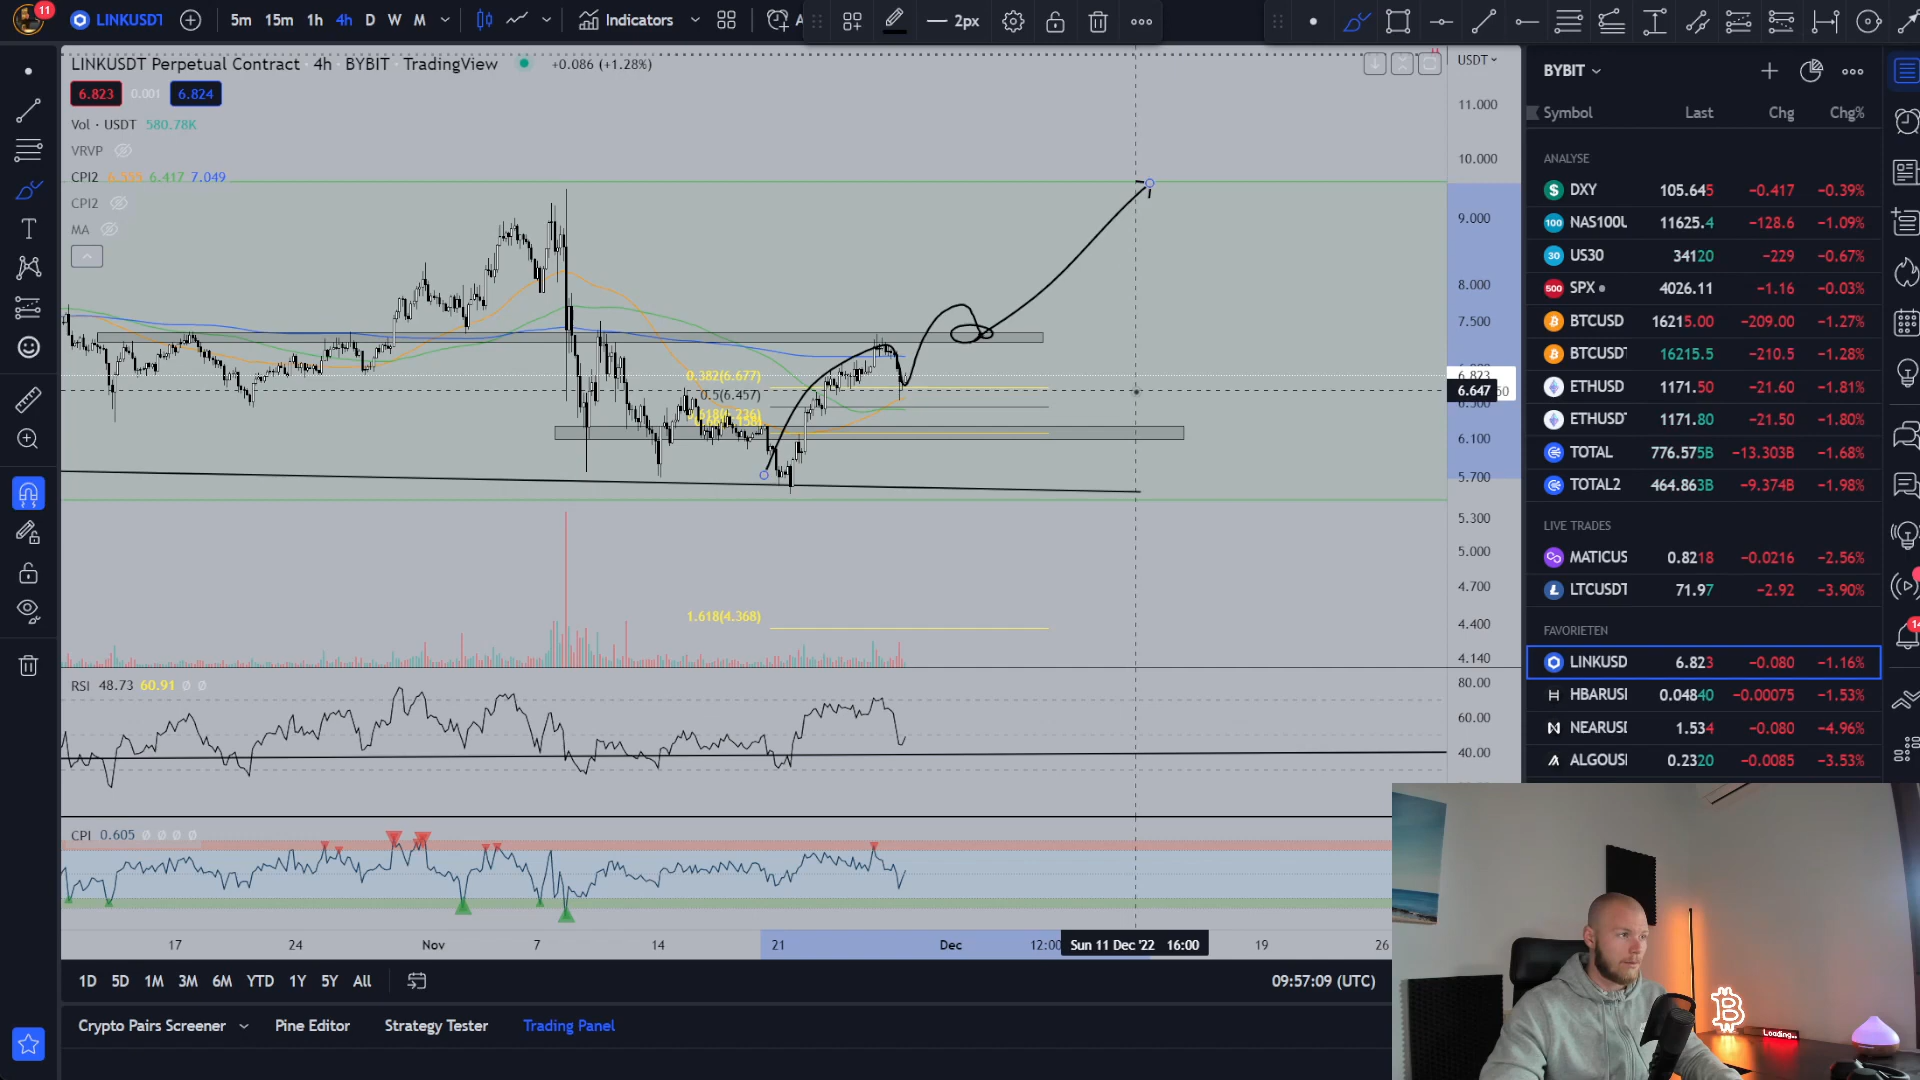 11
LINKUSDT
5m 15m 1h 4h D W M
Indicators
2px
LINKUSDT Perpetual Contract · 4h · BYBIT · TradingView
+0.086 (+1.28%)
6.823 0.001 6.824
Vol · USDT 580.78K
VRVP
CPI2 6.417 7.049
CPI2
MA
0.382(6.677)
0.5(6.457)
1.618(4.368)
USDT
11.000
10.000
9.000
8.000
7.500
6.823
6.647
6.100
5.700
5.300
5.000
4.700
4.400
4.140
RSI 48.73 60.91 Ø Ø
80.00
60.00
40.00
CPI 0.605 Ø Ø Ø Ø
17 24 Nov 7 14 21 Dec 12:00 Sun 11 Dec '22 16:00 19 26
1D 5D 1M 3M 6M YTD 1Y 5Y All
09:57:09 (UTC)
Crypto Pairs Screener Pine Editor Strategy Tester Trading Panel
BYBIT
Symbol Last Chg Chg%
ANALYSE
DXY 105.645 −0.417 −0.39%
NAS100U 11625.4 −128.6 −1.09%
US30 34120 −229 −0.67%
SPX 4026.11 −1.16 −0.03%
BTCUSD 16215.00 −209.00 −1.27%
BTCUSDT 16215.5 −210.5 −1.28%
ETHUSD 1171.50 −21.60 −1.81%
ETHUSDT 1171.80 −21.50 −1.80%
TOTAL 776.575B −13.303B −1.68%
TOTAL2 464.863B −9.374B −1.98%
LIVE TRADES
MATICUS 0.8218 −0.0216 −2.56%
LTCUSDT 71.97 −2.92 −3.90%
FAVORIETEN
LINKUSD 6.823 −0.080 −1.16%
HBARUSI 0.04840 −0.00075 −1.53%
NEARUSI 1.534 −0.080 −4.96%
ALGOUSI 0.2320 −0.0085 −3.53%
Loading..